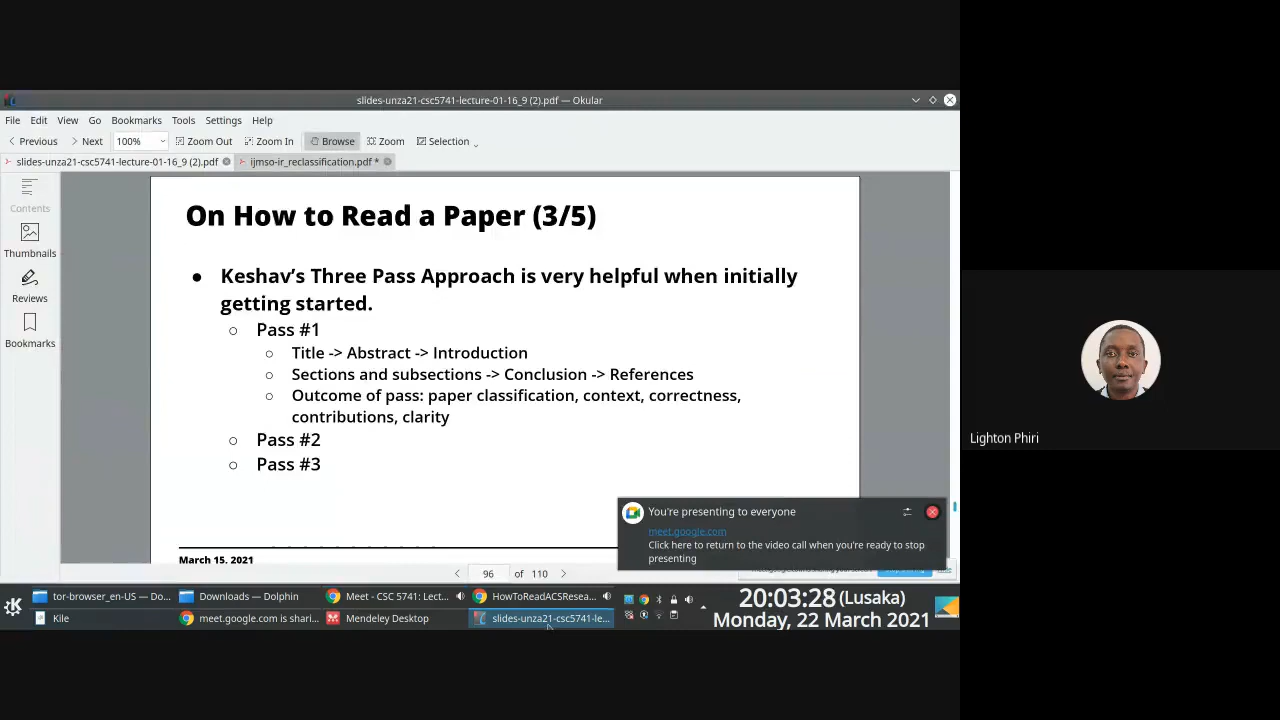 slides-unza21-csc5741-lecture-01-16_9 (2).pdf — Okular
File Edit View Go Bookmarks Tools Settings Help
Previous Next 100% Zoom Out Zoom In Browse Zoom Selection
slides-unza21-csc5741-lecture-01-16_9 (2).pdf ijmso-ir_reclassification.pdf *
Contents
Thumbnails
Reviews
Bookmarks
On How to Read a Paper (3/5)
● Keshav’s Three Pass Approach is very helpful when initially
getting started.
○ Pass #1
○ Title -> Abstract -> Introduction
○ Sections and subsections -> Conclusion -> References
○ Outcome of pass: paper classification, context, correctness,
contributions, clarity
○ Pass #2
○ Pass #3
March 15, 2021
You're presenting to everyone
meet.google.com
Click here to return to the video call when you're ready to stop
presenting
96 of 110
tor-browser_en-US — Do... Downloads — Dolphin Meet - CSC 5741: Lect... HowToReadACSResea...
Kile meet.google.com is shari... Mendeley Desktop slides-unza21-csc5741-le...
20:03:28 (Lusaka)
Monday, 22 March 2021
Lighton Phiri